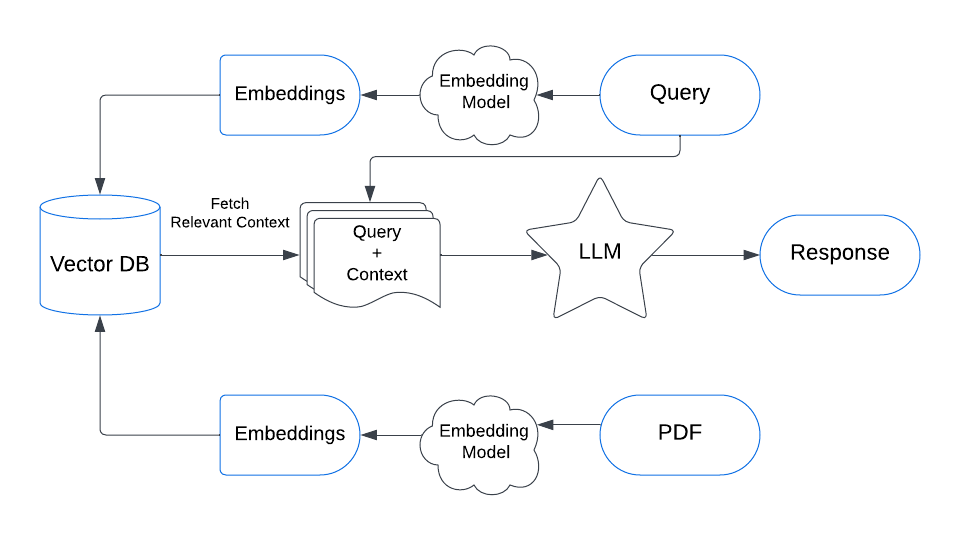 Embeddings
Embedding
Model
Query
Fetch
Relevant Context
Vector DB
Query
+
Context
LLM
Response
Embeddings
Embedding
Model
PDF